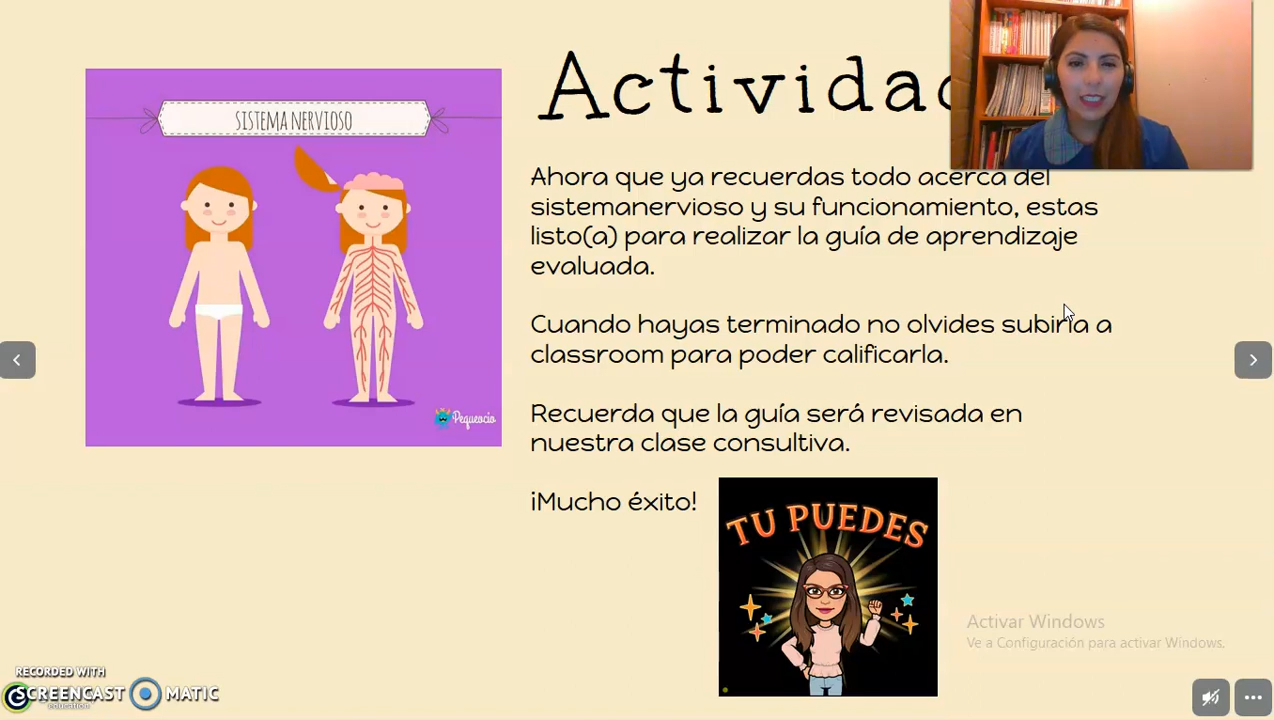 Actividad
SISTEMA NERVIOSO
Ahora que ya recuerdas todo acerca del
sistemanervioso y su funcionamiento, estas
listo(a) para realizar la guía de aprendizaje
evaluada.
Cuando hayas terminado no olvides subirla a
classroom para poder calificarla.
Recuerda que la guía será revisada en
nuestra clase consultiva.
¡Mucho éxito!
Pequeocio
TU PUEDES
Activar Windows
Ve a Configuración para activar Windows.
RECORDED WITH
SCREENCAST MATIC
education